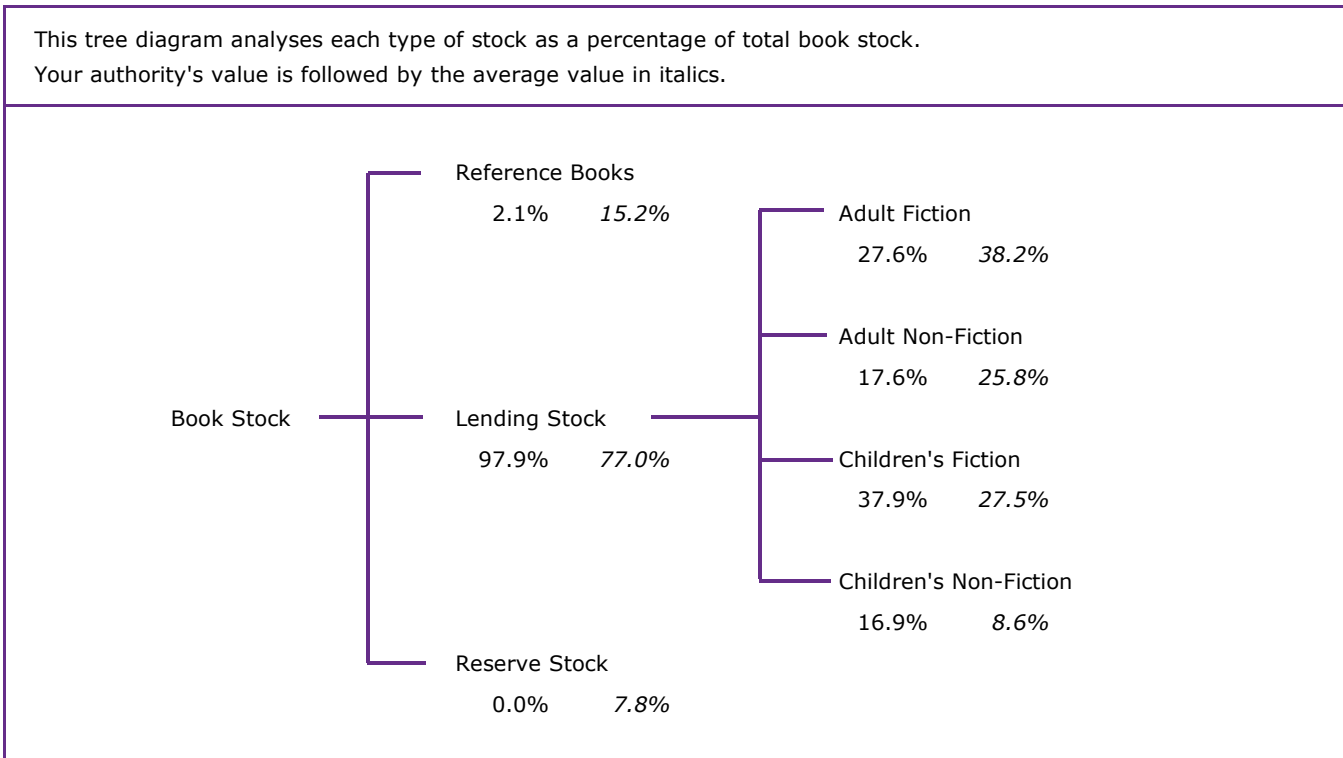 This tree diagram analyses each type of stock as a percentage of total book stock.
Your authority's value is followed by the average value in italics.
Reference Books
2.1% 15.2%
Adult Fiction
27.6% 38.2%
Adult Non-Fiction
17.6% 25.8%
Book Stock
Lending Stock
97.9% 77.0%
Children's Fiction
37.9% 27.5%
Children's Non-Fiction
16.9% 8.6%
Reserve Stock
0.0% 7.8%